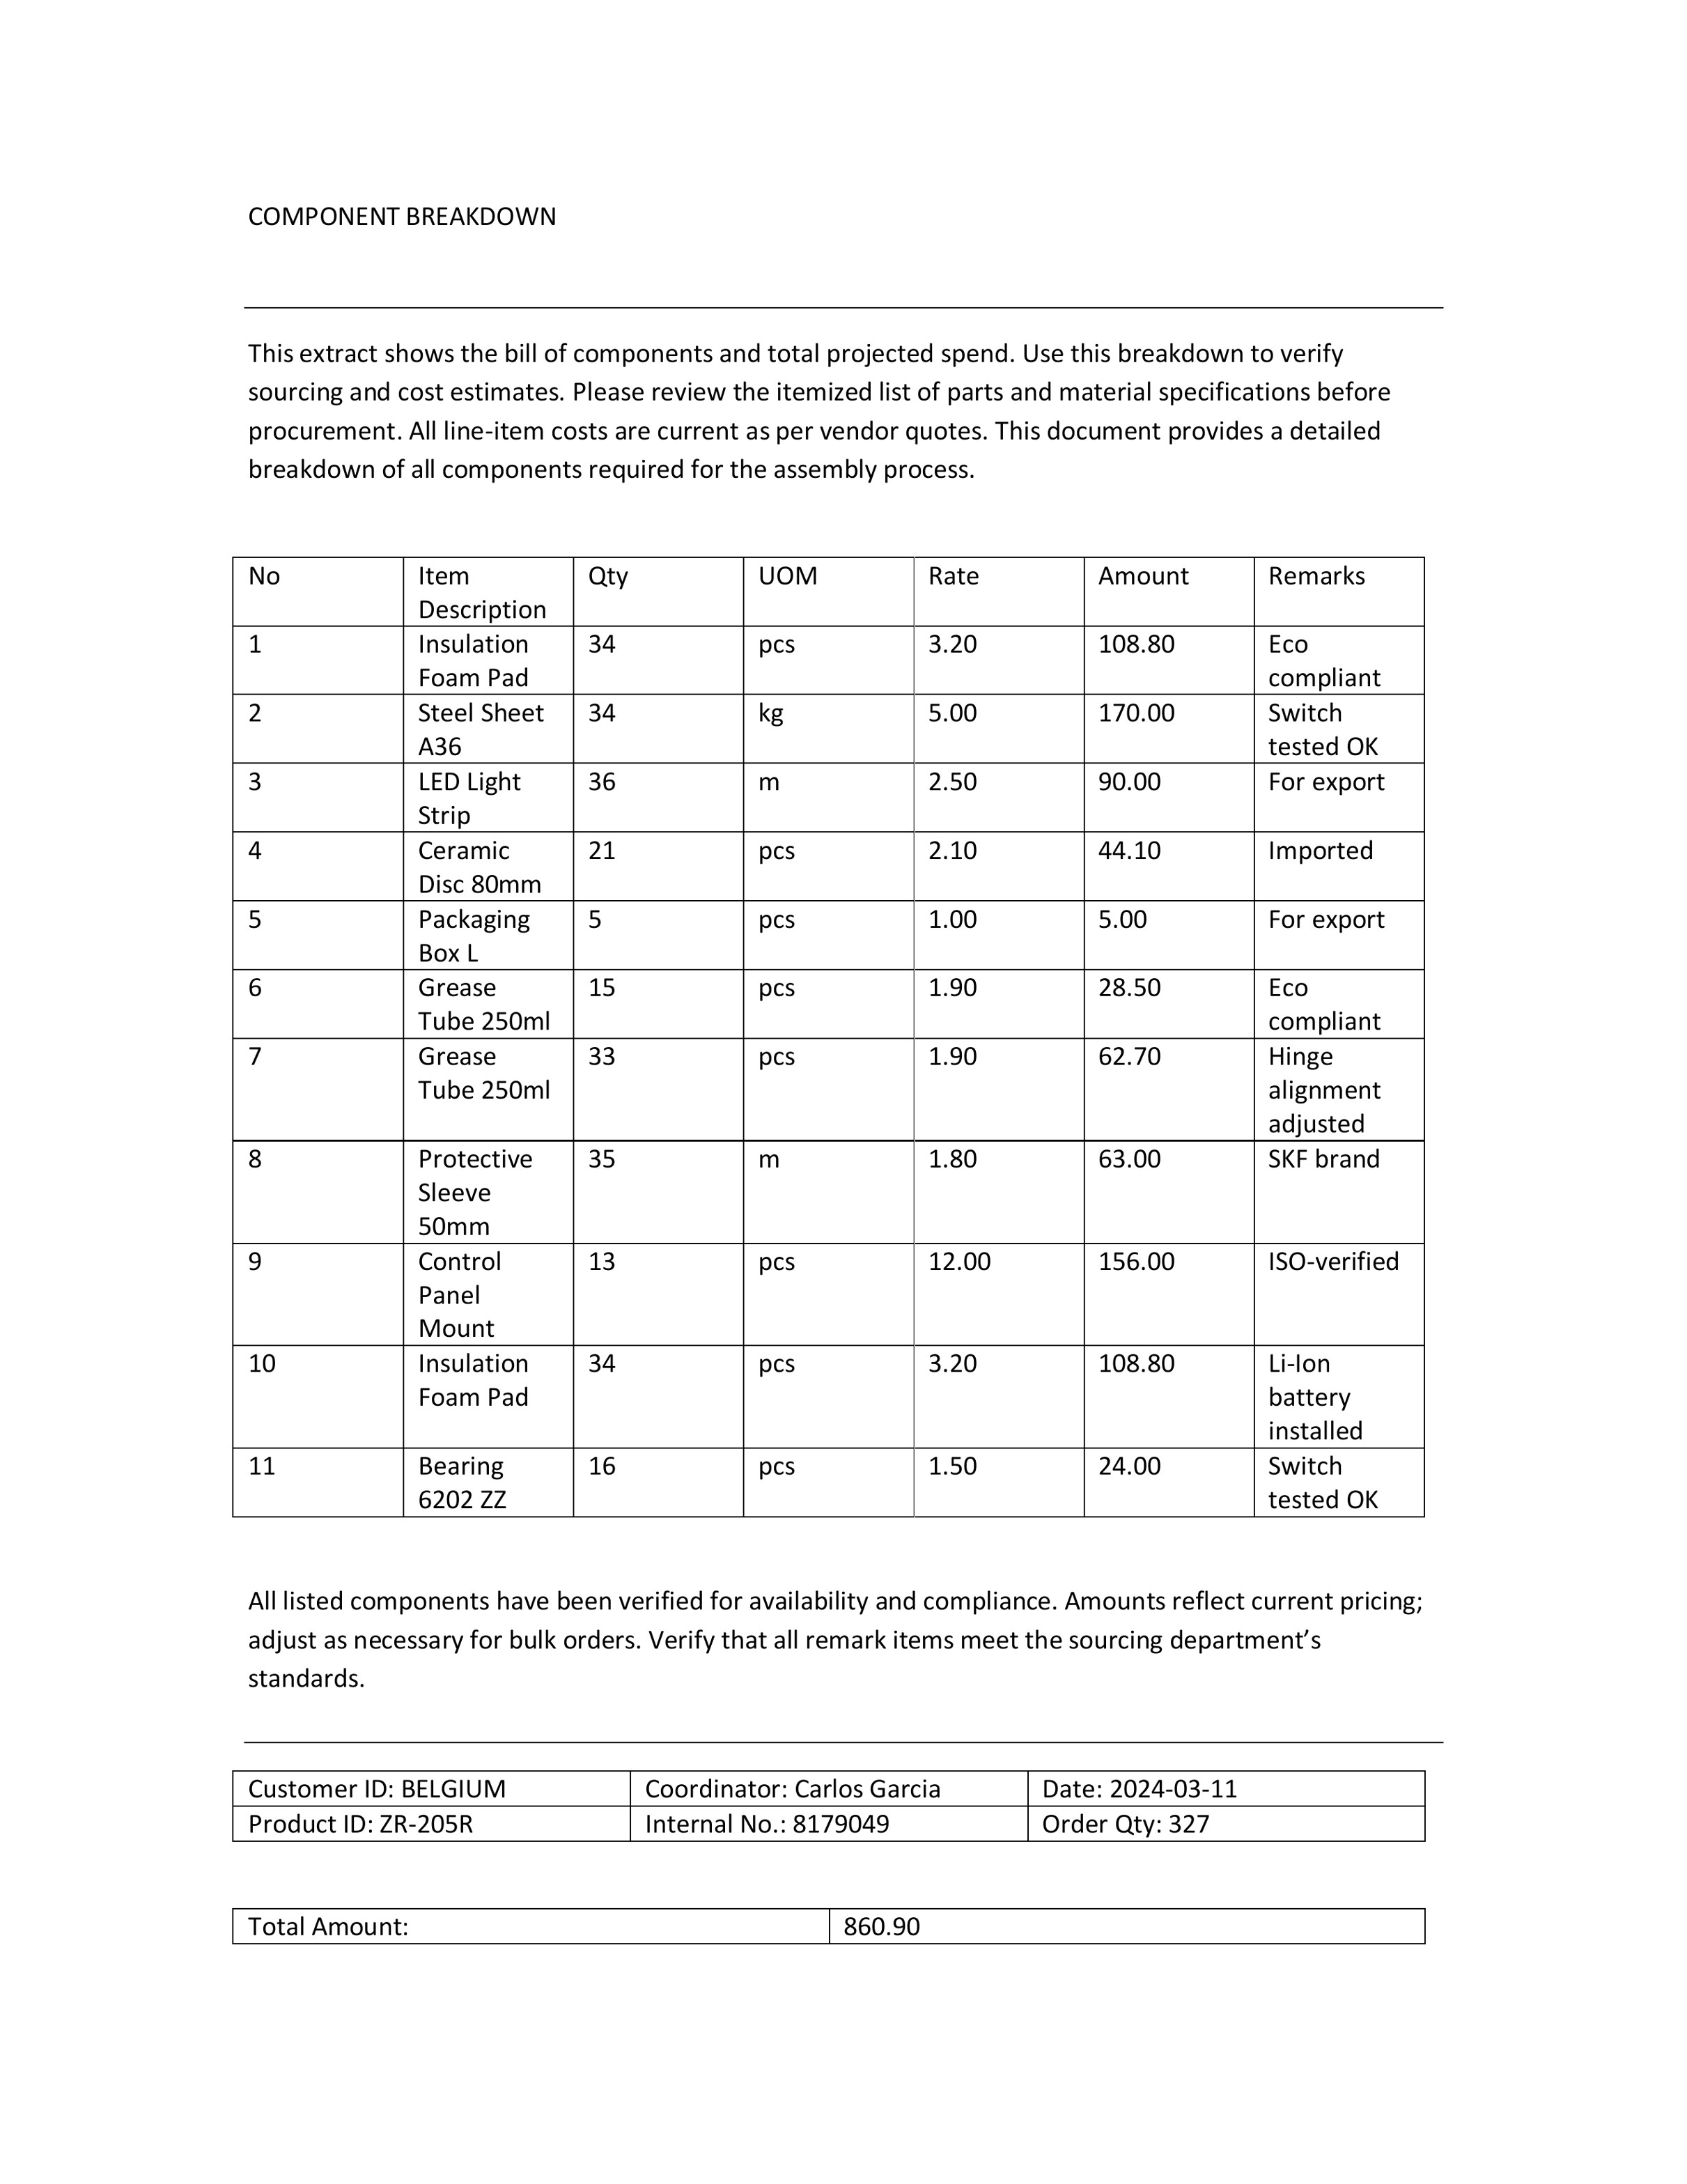 COMPONENT BREAKDOWN
This extract shows the bill of components and total projected spend. Use this breakdown to verify
sourcing and cost estimates. Please review the itemized list of parts and material specifications before
procurement. All line-item costs are current as per vendor quotes. This document provides a detailed
breakdown of all components required for the assembly process.
No Item Description Qty UOM Rate Amount Remarks
1 Insulation Foam Pad 34 pcs 3.20 108.80 Eco compliant
2 Steel Sheet A36 34 kg 5.00 170.00 Switch tested OK
3 LED Light Strip 36 m 2.50 90.00 For export
4 Ceramic Disc 80mm 21 pcs 2.10 44.10 Imported
5 Packaging Box L 5 pcs 1.00 5.00 For export
6 Grease Tube 250ml 15 pcs 1.90 28.50 Eco compliant
7 Grease Tube 250ml 33 pcs 1.90 62.70 Hinge alignment adjusted
8 Protective Sleeve 50mm 35 m 1.80 63.00 SKF brand
9 Control Panel Mount 13 pcs 12.00 156.00 ISO-verified
10 Insulation Foam Pad 34 pcs 3.20 108.80 Li-Ion battery installed
11 Bearing 6202 ZZ 16 pcs 1.50 24.00 Switch tested OK
All listed components have been verified for availability and compliance. Amounts reflect current pricing;
adjust as necessary for bulk orders. Verify that all remark items meet the sourcing department’s
standards.
Customer ID: BELGIUM Coordinator: Carlos Garcia Date: 2024-03-11
Product ID: ZR-205R Internal No.: 8179049 Order Qty: 327
Total Amount: 860.90